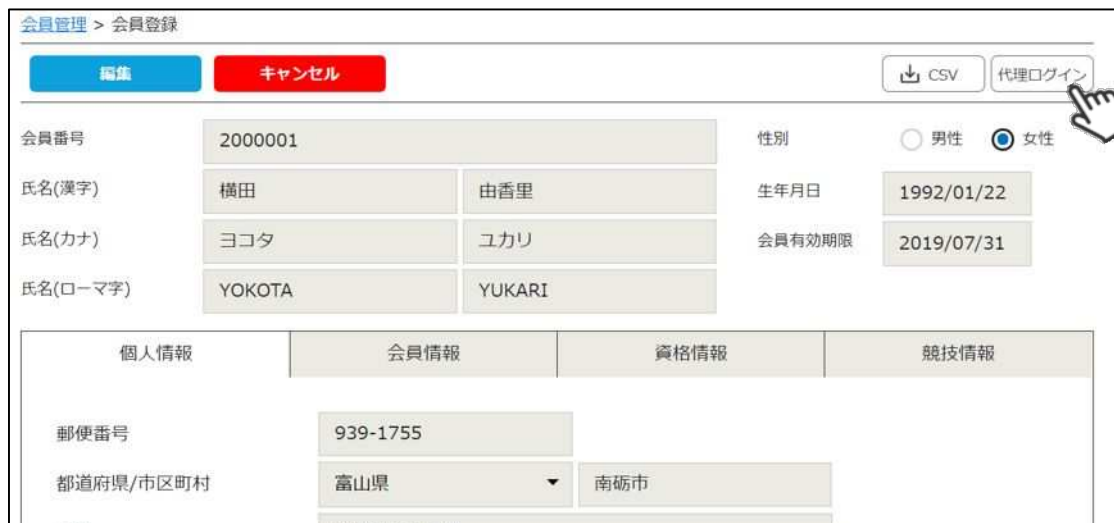 会員管理 > 会員登録
編集 キャンセル CSV 代理ログイン
会員番号 2000001 性別 男性 女性
氏名(漢字) 横田 由香里 生年月日 1992/01/22
氏名(カナ) ヨコタ ユカリ 会員有効期限 2019/07/31
氏名(ローマ字) YOKOTA YUKARI
個人情報 会員情報 資格情報 競技情報
郵便番号 939-1755
都道府県/市区町村 富山県 南砺市